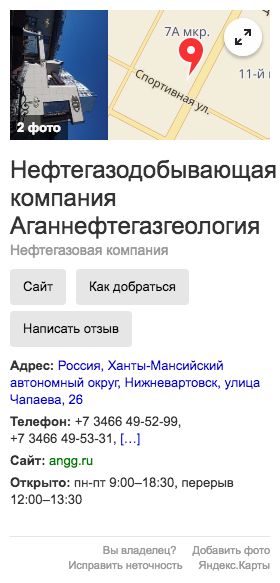 7А мкр.
Спортивная ул.
11-й
2 фото
Нефтегазодобывающая
компания
Аганнефтегазгеология
Нефтегазовая компания
Сайт
Как добраться
Написать отзыв
Адрес: Россия, Ханты-Мансийский
автономный округ, Нижневартовск, улица
Чапаева, 26
Телефон: +7 3466 49-52-99,
+7 3466 49-53-31, [...]
Сайт: angg.ru
Открыто: пн-пт 9:00–18:30, перерыв
12:00–13:30
Вы владелец? Добавить фото
Исправить неточность Яндекс.Карты